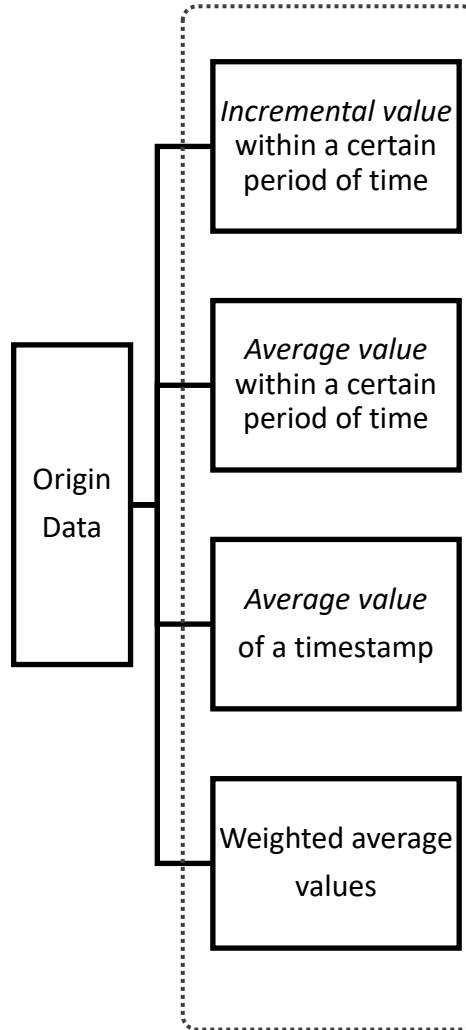 Incremental value
within a certain
period of time
Average value
within a certain
period of time
Origin
Data
Average value
of a timestamp
Weighted average
values